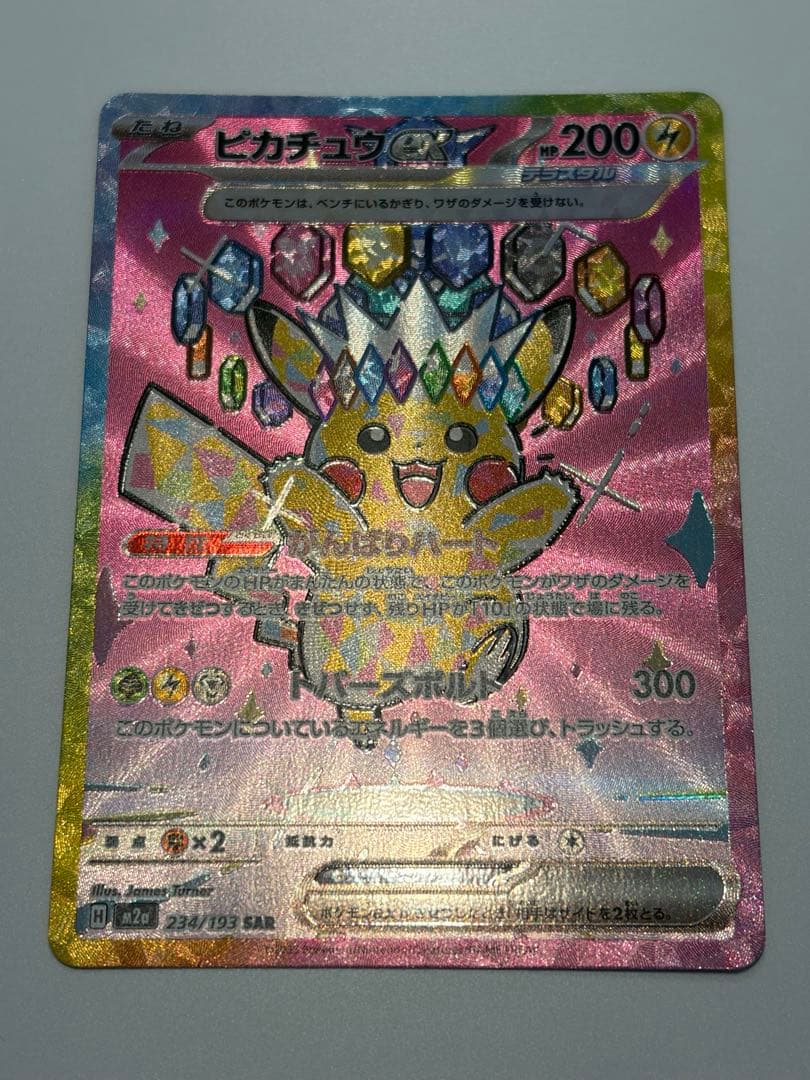 たね ピカチュウex HP200
テラスタル
このポケモンは、ベンチにいるかぎり、ワザのダメージを受けない。
特性 がんばりハート
このポケモンのHPがまんたんの状態で、このポケモンがワザのダメージを
受けてきぜつするとき、きぜつせず、残りHPが「10」の状態で場に残る。
トパーズボルト 300
このポケモンについているエネルギーを3個選び、トラッシュする。
弱点 ×2 抵抗力 にげる
Illus. James Turner
ポケモンexがきぜつしたとき、相手はサイドを2枚とる。
H m2a 234/193 SAR